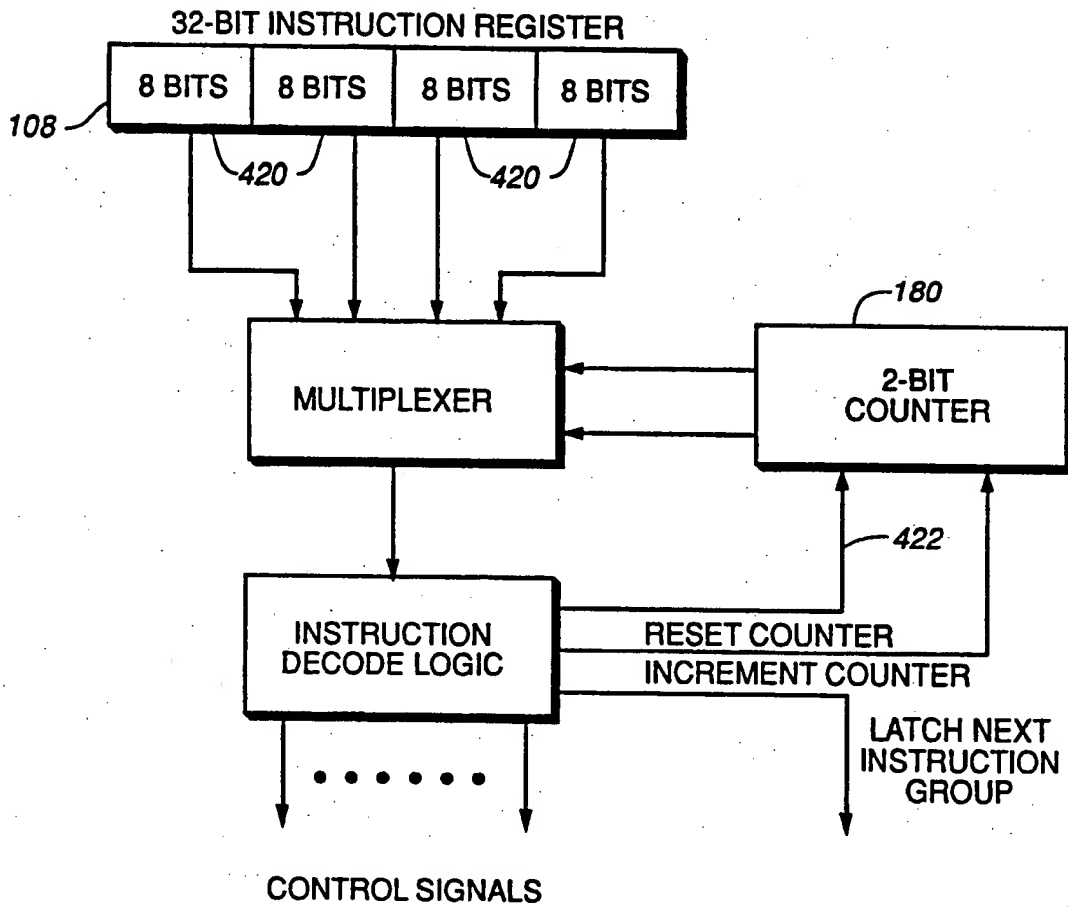 32-BIT INSTRUCTION REGISTER
8 BITS 8 BITS 8 BITS 8 BITS
108
420 420
180
MULTIPLEXER
2-BIT
COUNTER
422
INSTRUCTION
DECODE LOGIC
RESET COUNTER
INCREMENT COUNTER
LATCH NEXT
INSTRUCTION
GROUP
CONTROL SIGNALS